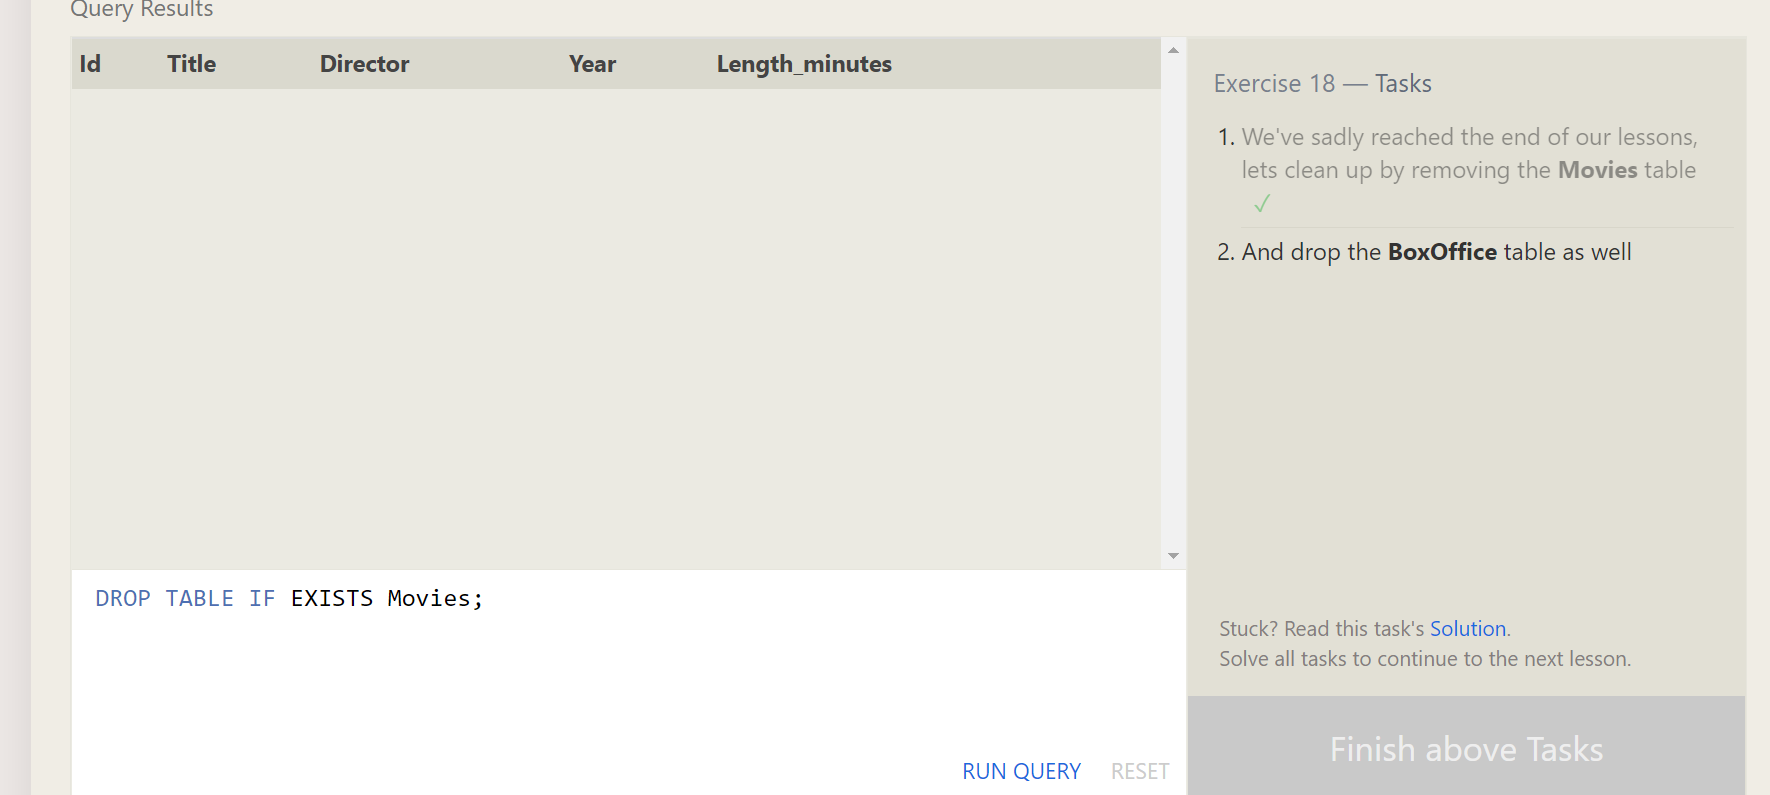 Query Results
Id Title Director Year Length_minutes
Exercise 18 — Tasks
1. We've sadly reached the end of our lessons,
lets clean up by removing the Movies table
✓
2. And drop the BoxOffice table as well
DROP TABLE IF EXISTS Movies;
RUN QUERY RESET
Stuck? Read this task's Solution.
Solve all tasks to continue to the next lesson.
Finish above Tasks